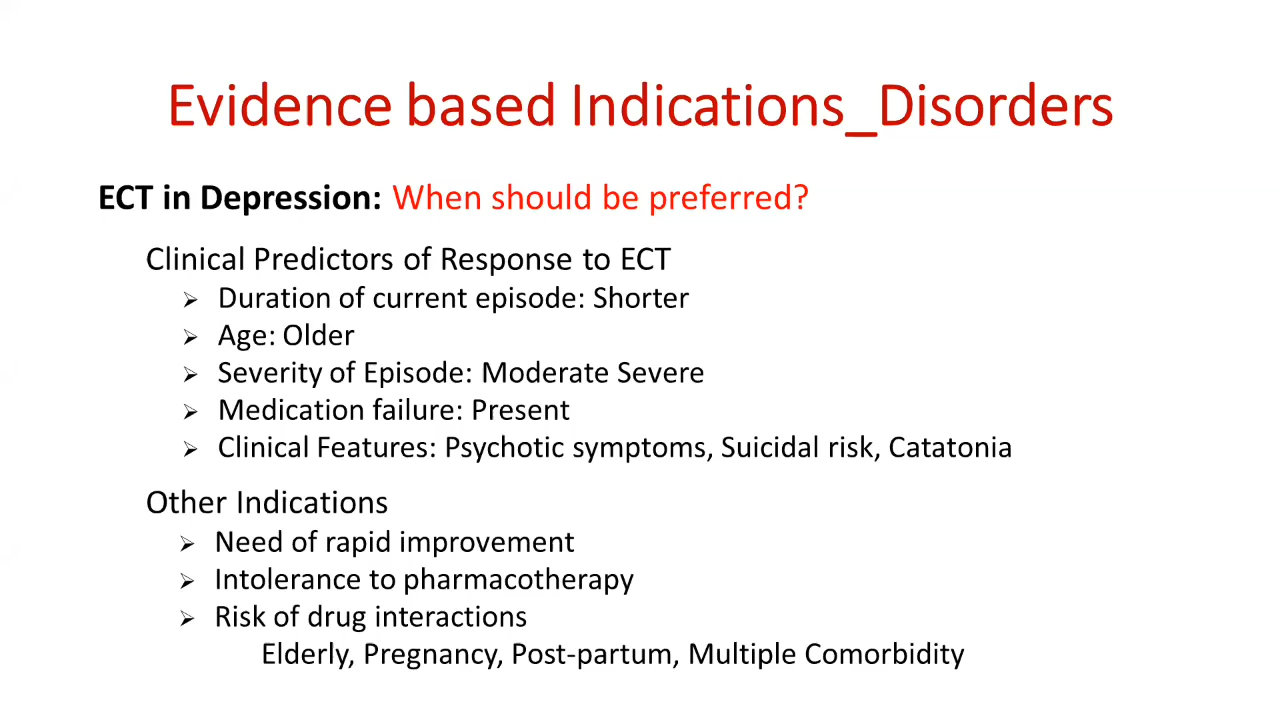 Evidence based Indications_Disorders
ECT in Depression: When should be preferred?
Clinical Predictors of Response to ECT
➢ Duration of current episode: Shorter
➢ Age: Older
➢ Severity of Episode: Moderate Severe
➢ Medication failure: Present
➢ Clinical Features: Psychotic symptoms, Suicidal risk, Catatonia
Other Indications
➢ Need of rapid improvement
➢ Intolerance to pharmacotherapy
➢ Risk of drug interactions
Elderly, Pregnancy, Post-partum, Multiple Comorbidity